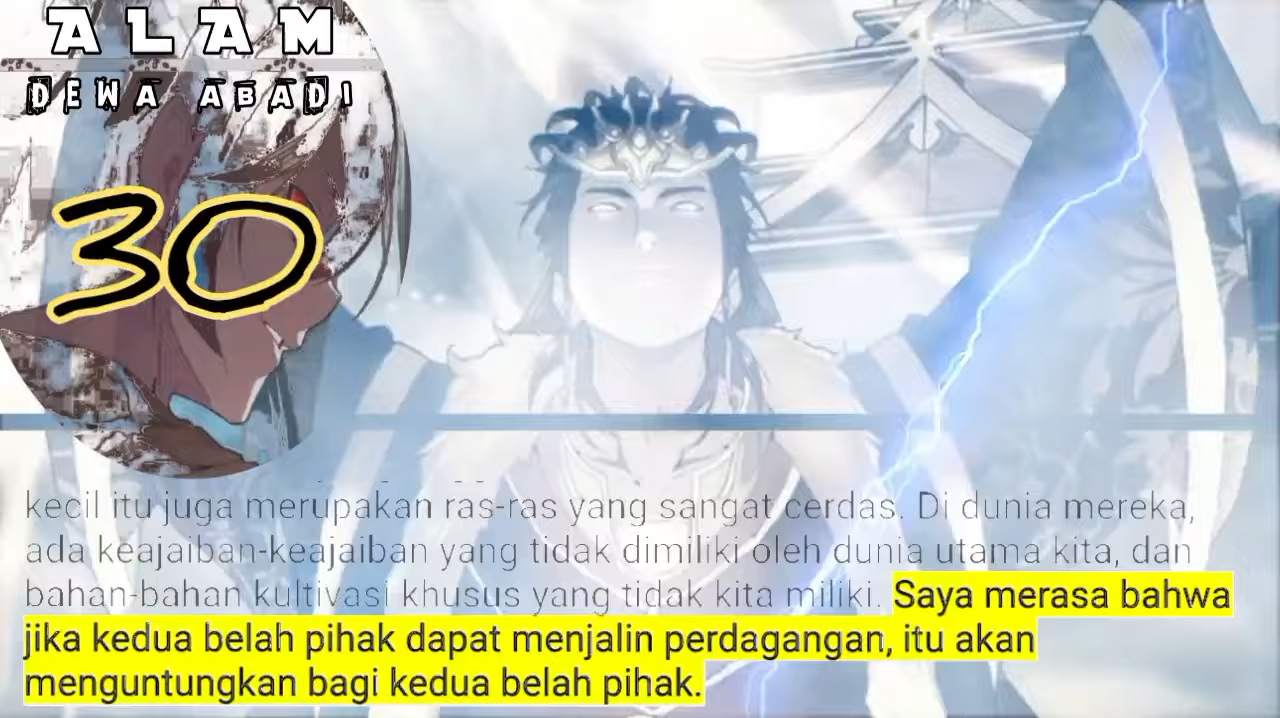 ALAM
DEWA ABADI
30
kecil itu juga merupakan ras-ras yang sangat cerdas. Di dunia mereka,
ada keajaiban-keajaiban yang tidak dimiliki oleh dunia utama kita, dan
bahan-bahan kultivasi khusus yang tidak kita miliki. Saya merasa bahwa
jika kedua belah pihak dapat menjalin perdagangan, itu akan
menguntungkan bagi kedua belah pihak.